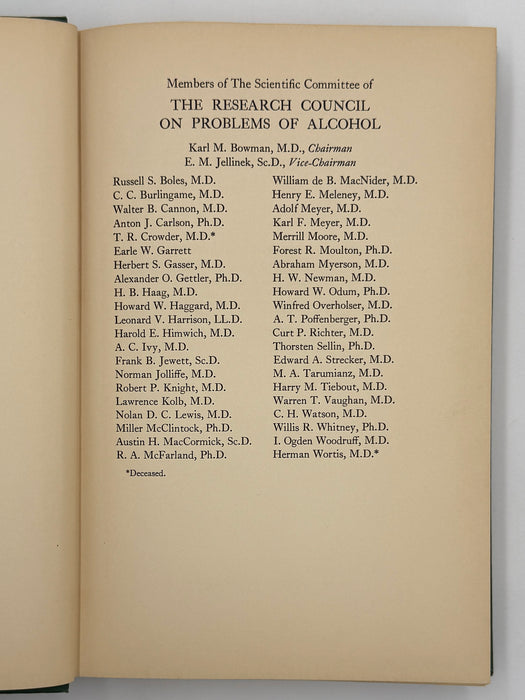 Members of The Scientific Committee of
THE RESEARCH COUNCIL
ON PROBLEMS OF ALCOHOL
Karl M. Bowman, M.D., Chairman
E. M. Jellinek, Sc.D., Vice-Chairman
Russell S. Boles, M.D.
C. C. Burlingame, M.D.
Walter B. Cannon, M.D.
Anton J. Carlson, Ph.D.
T. R. Crowder, M.D.*
Earle W. Garrett
Herbert S. Gasser, M.D.
Alexander O. Gettler, Ph.D.
H. B. Haag, M.D.
Howard W. Haggard, M.D.
Leonard V. Harrison, LL.D.
Harold E. Himwich, M.D.
A. C. Ivy, M.D.
Frank B. Jewett, Sc.D.
Norman Jolliffe, M.D.
Robert P. Knight, M.D.
Lawrence Kolb, M.D.
Nolan D. C. Lewis, M.D.
Miller McClintock, Ph.D.
Austin H. MacCormick, Sc.D.
R. A. McFarland, Ph.D.
William de B. MacNider, M.D.
Henry E. Meleney, M.D.
Adolf Meyer, M.D.
Karl F. Meyer, M.D.
Merrill Moore, M.D.
Forest R. Moulton, Ph.D.
Abraham Myerson, M.D.
H. W. Newman, M.D.
Howard W. Odum, Ph.D.
Winfred Overholser, M.D.
A. T. Poffenberger, Ph.D.
Curt P. Richter, M.D.
Thorsten Sellin, Ph.D.
Edward A. Strecker, M.D.
M. A. Tarumianz, M.D.
Harry M. Tiebout, M.D.
Warren T. Vaughan, M.D.
C. H. Watson, M.D.
Willis R. Whitney, Ph.D.
I. Ogden Woodruff, M.D.
Herman Wortis, M.D.*
*Deceased.